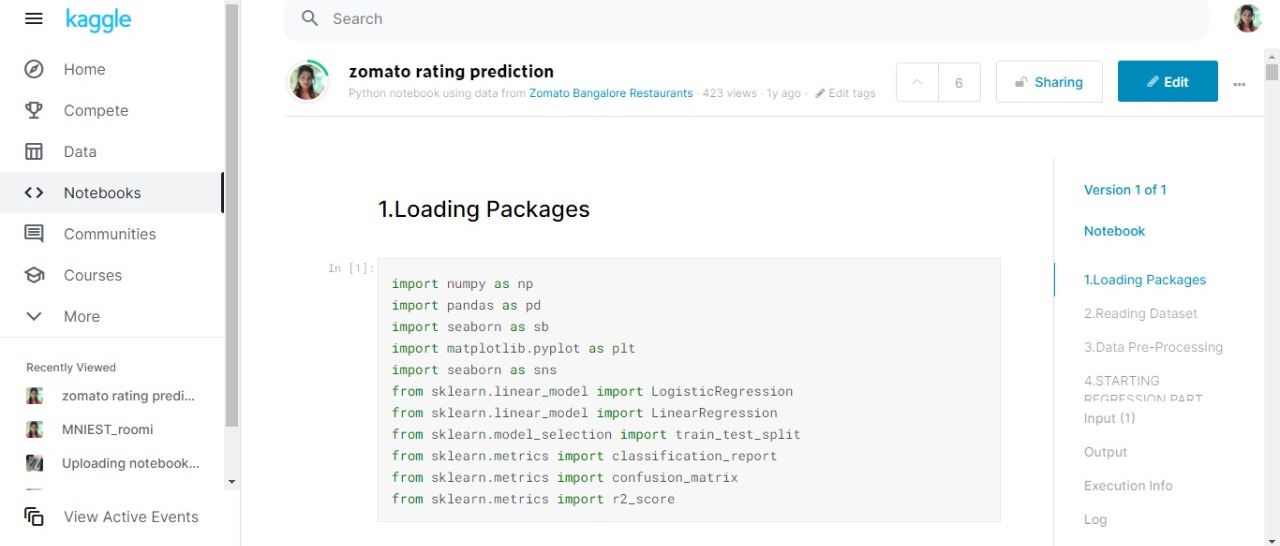 kaggle
Search
Home
Compete
Data
Notebooks
Communities
Courses
More
Recently Viewed
zomato rating predi...
MNIEST_roomi
Uploading notebook...
View Active Events
zomato rating prediction
Python notebook using data from Zomato Bangalore Restaurants · 423 views · 1y ago · Edit tags
6
Sharing
Edit
...
1.Loading Packages
In [1]:
import numpy as np
import pandas as pd
import seaborn as sb
import matplotlib.pyplot as plt
import seaborn as sns
from sklearn.linear_model import LogisticRegression
from sklearn.linear_model import LinearRegression
from sklearn.model_selection import train_test_split
from sklearn.metrics import classification_report
from sklearn.metrics import confusion_matrix
from sklearn.metrics import r2_score
Version 1 of 1
Notebook
1.Loading Packages
2.Reading Dataset
3.Data Pre-Processing
4.STARTING
REGRESSION PART
Input (1)
Output
Execution Info
Log